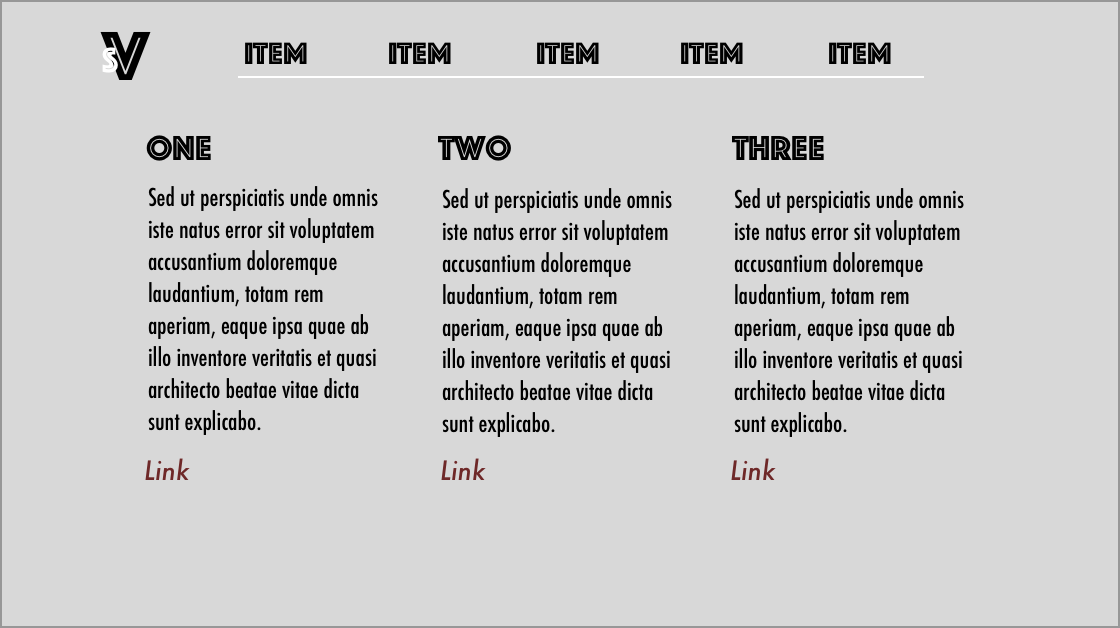 sV
ITEM ITEM ITEM ITEM ITEM
ONE
Sed ut perspiciatis unde omnis
iste natus error sit voluptatem
accusantium doloremque
laudantium, totam rem
aperiam, eaque ipsa quae ab
illo inventore veritatis et quasi
architecto beatae vitae dicta
sunt explicabo.
Link
TWO
Sed ut perspiciatis unde omnis
iste natus error sit voluptatem
accusantium doloremque
laudantium, totam rem
aperiam, eaque ipsa quae ab
illo inventore veritatis et quasi
architecto beatae vitae dicta
sunt explicabo.
Link
THREE
Sed ut perspiciatis unde omnis
iste natus error sit voluptatem
accusantium doloremque
laudantium, totam rem
aperiam, eaque ipsa quae ab
illo inventore veritatis et quasi
architecto beatae vitae dicta
sunt explicabo.
Link